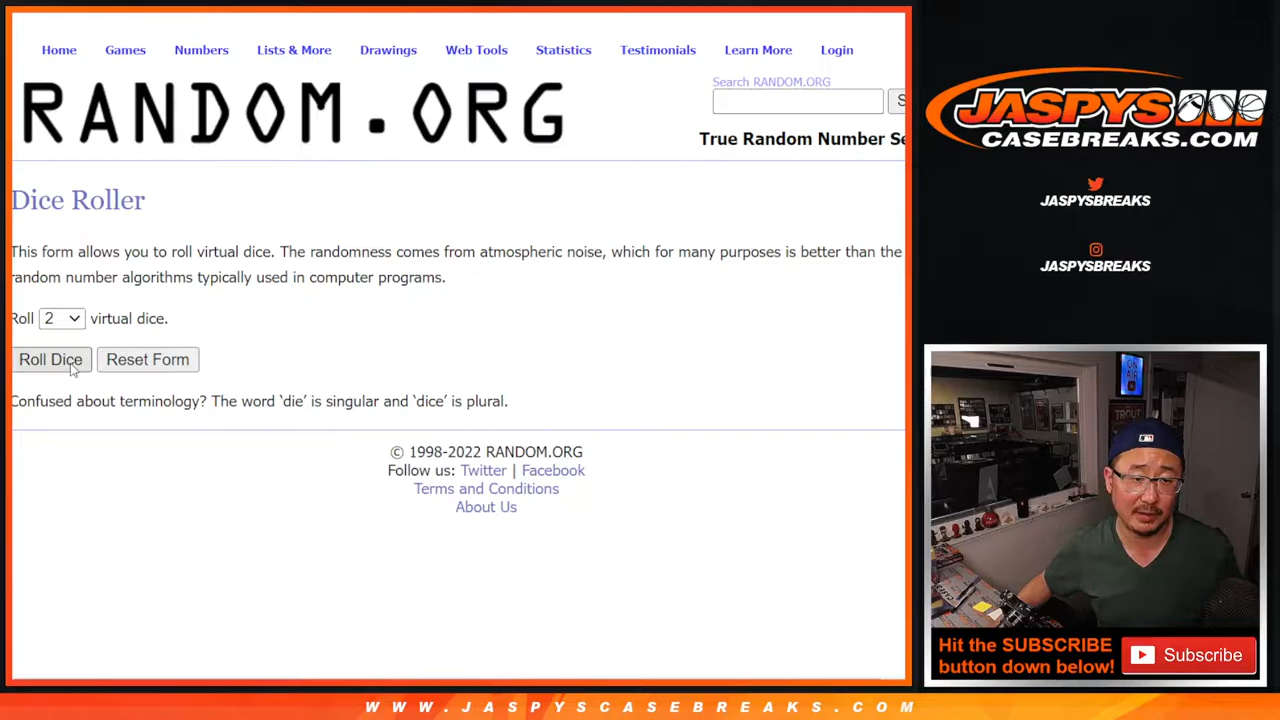 Home Games Numbers Lists & More Drawings Web Tools Statistics Testimonials Learn More Login
RANDOM.ORG
Search RANDOM.ORG
S
True Random Number Se
Dice Roller
This form allows you to roll virtual dice. The randomness comes from atmospheric noise, which for many purposes is better than the
random number algorithms typically used in computer programs.
Roll 2 virtual dice.
Roll Dice Reset Form
Confused about terminology? The word ‘die’ is singular and ‘dice’ is plural.
© 1998-2022 RANDOM.ORG
Follow us: Twitter | Facebook
Terms and Conditions
About Us
JASPYS
CASEBREAKS.COM
JASPYSBREAKS
JASPYSBREAKS
ON
AIR
TROUT
Hit the SUBSCRIBE
button down below!
Subscribe
WWW.JASPYSCASEBREAKS.COM